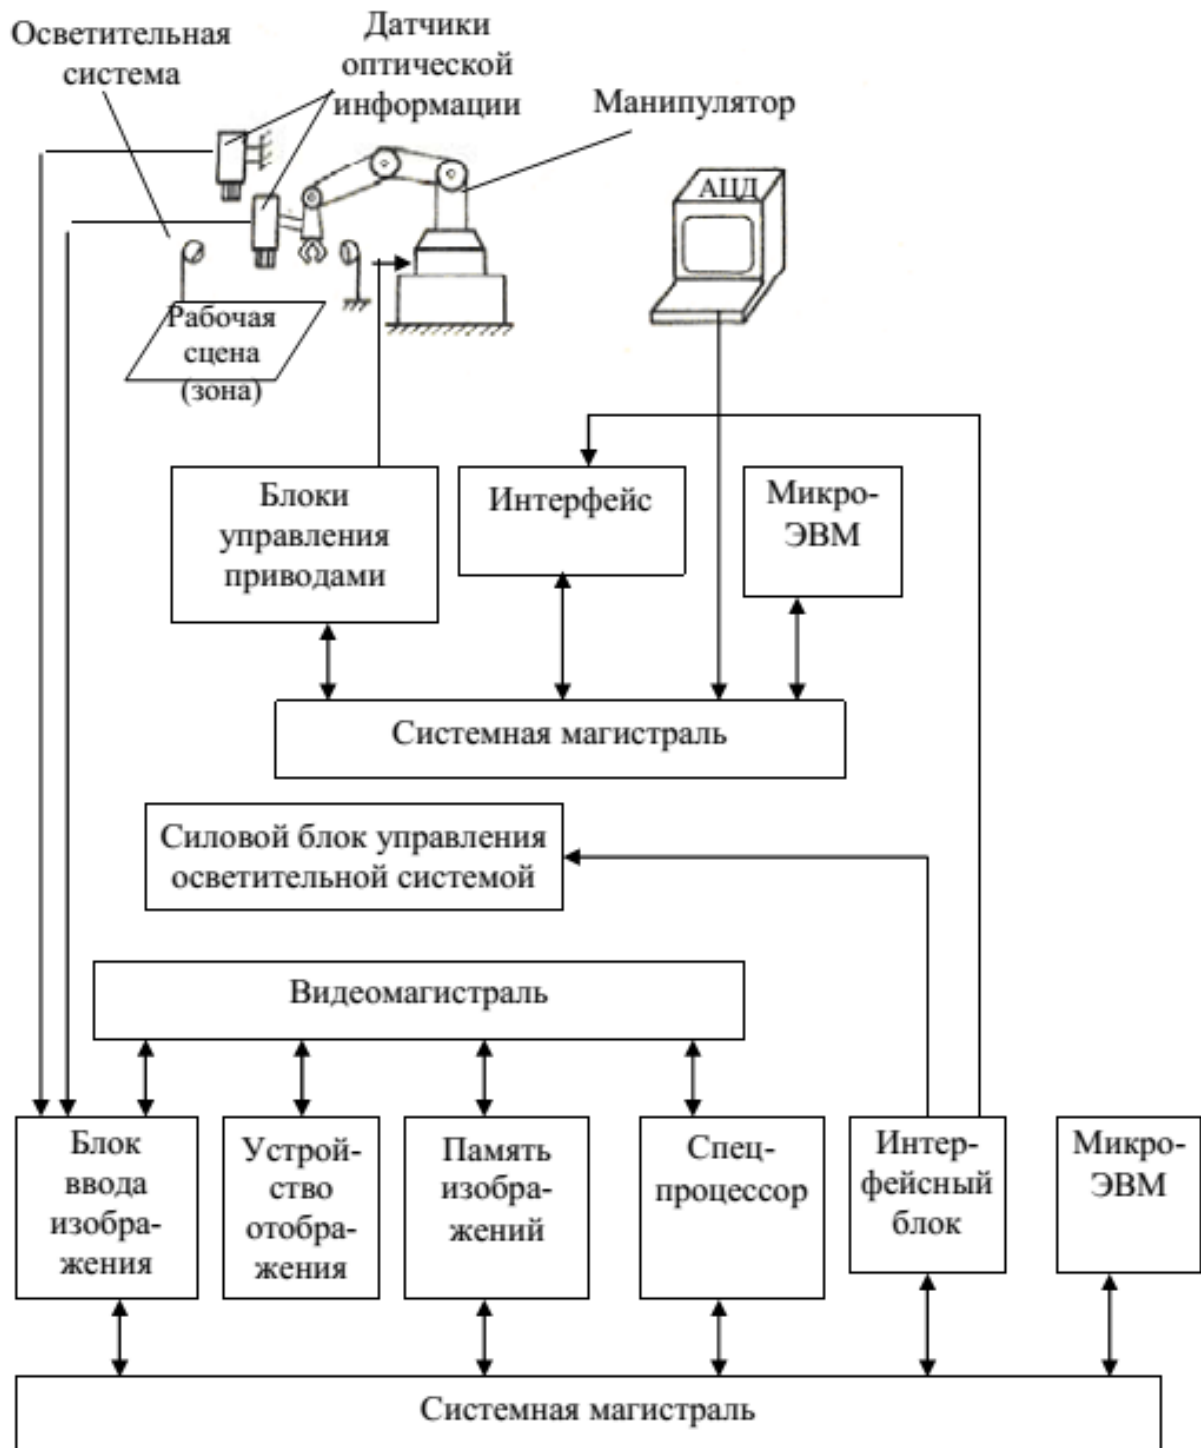 Осветительная
система
Датчики
оптической
информации
Манипулятор
АЦД
Рабочая
сцена
(зона)
Блоки
управления
приводами
Интерфейс
Микро-
ЭВМ
Системная магистраль
Силовой блок управления
осветительной системой
Видеомагистраль
Блок
ввода
изобра-
жения
Устрой-
ство
отобра-
жения
Память
изобра-
жений
Спец-
процессор
Интер-
фейсный
блок
Микро-
ЭВМ
Системная магистраль